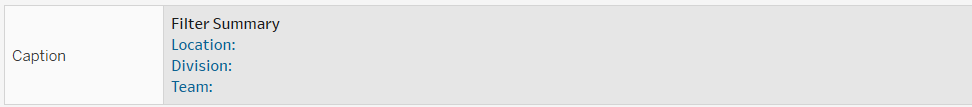 Caption
Filter Summary
Location:
Division:
Team: